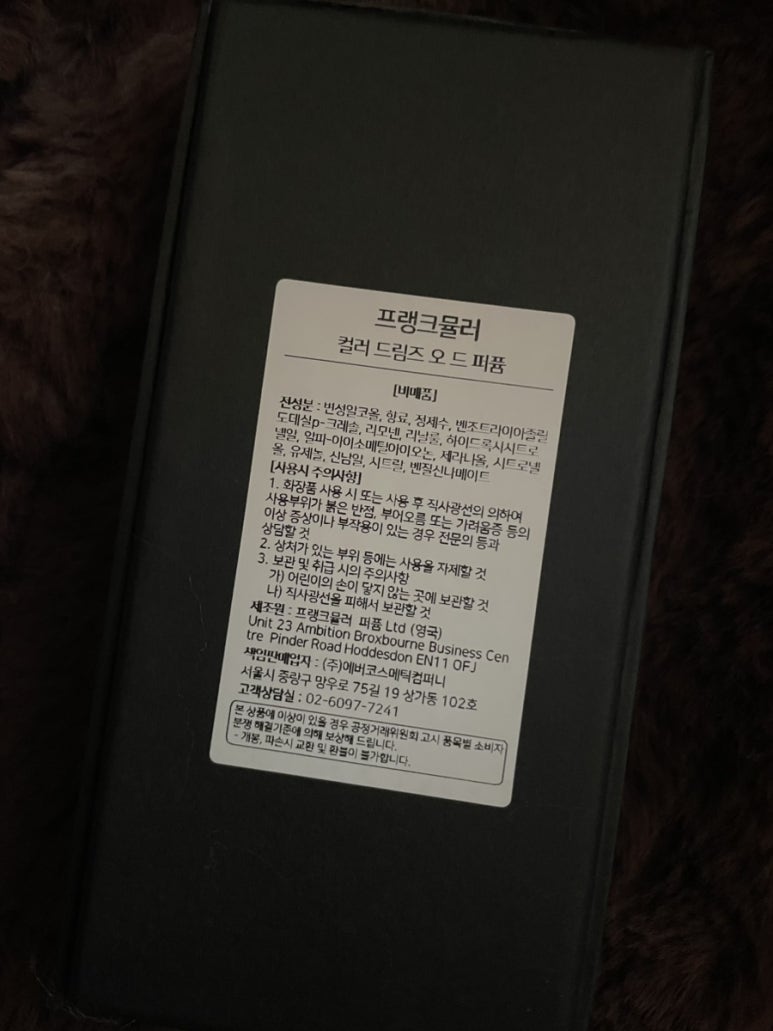 프랭크뮬러
컬러 드림즈 오 드 퍼퓸
[비매품]
전성분 : 변성알코올, 향료, 정제수, 벤조트라이아졸릴
도데실p-크레솔, 리모넨, 리날룰, 하이드록시시트로
넬알, 알파-아이소메틸아이오논, 제라니올, 시트로넬
올, 유제놀, 신남알, 시트랄, 벤질신나메이트
[사용시 주의사항]
1. 화장품 사용 시 또는 사용 후 직사광선의 의하여
사용부위가 붉은 반점, 부어오름 또는 가려움증 등의
이상 증상이나 부작용이 있는 경우 전문의 등과
상담할 것
2. 상처가 있는 부위 등에는 사용을 자제할 것
3. 보관 및 취급 시의 주의사항
가) 어린이의 손이 닿지 않는 곳에 보관할 것
나) 직사광선을 피해서 보관할 것
제조원 : 프랭크뮬러 퍼퓸 Ltd (영국)
Unit 23 Ambition Broxbourne Business Cen
tre Pinder Road Hoddesdon EN11 0FJ
책임판매업자 : (주)에버코스메틱컴퍼니
서울시 중랑구 망우로 75길 19 상가동 102호
고객상담실 : 02-6097-7241
본 상품에 이상이 있을 경우 공정거래위원회 고시 품목별 소비자
분쟁 해결기준에 의해 보상해 드립니다.
- 개봉, 파손시 교환 및 환불이 불가합니다.